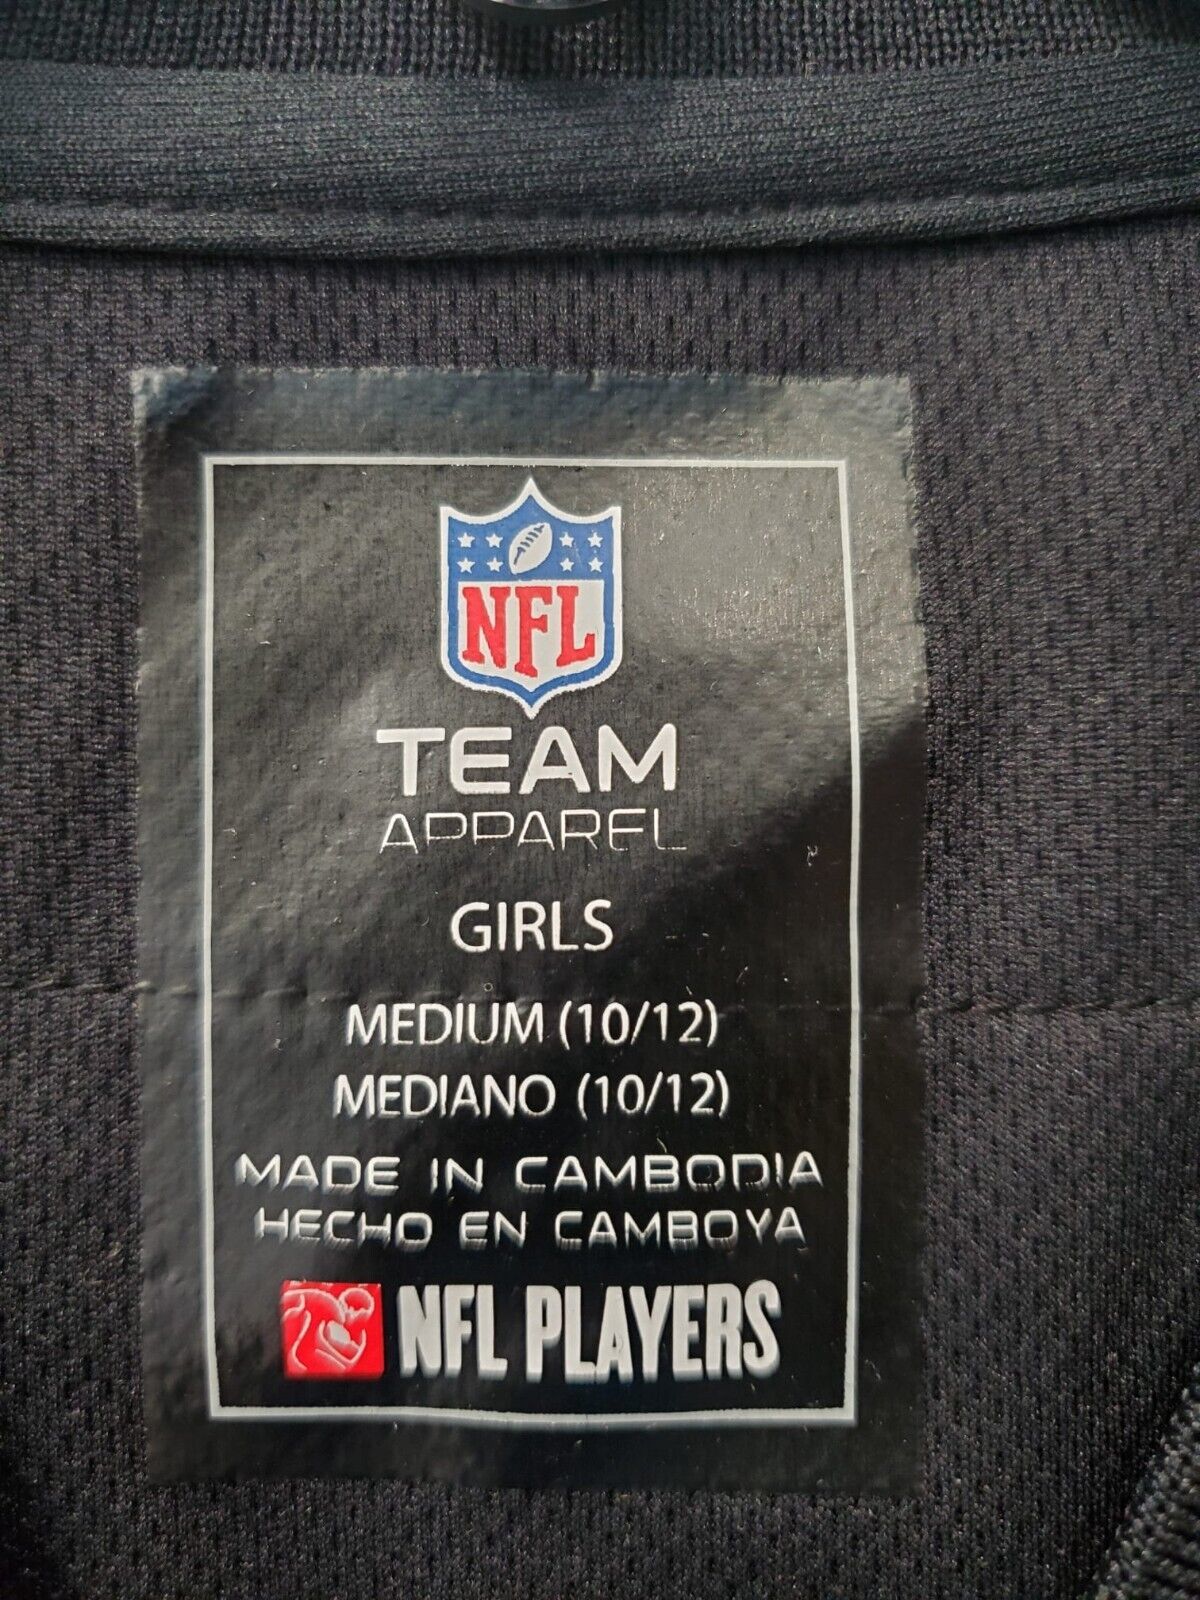 NFL
TEAM
APPAREL
GIRLS
MEDIUM (10/12)
MEDIANO (10/12)
MADE IN CAMBODIA
HECHO EN CAMBOYA
NFL PLAYERS